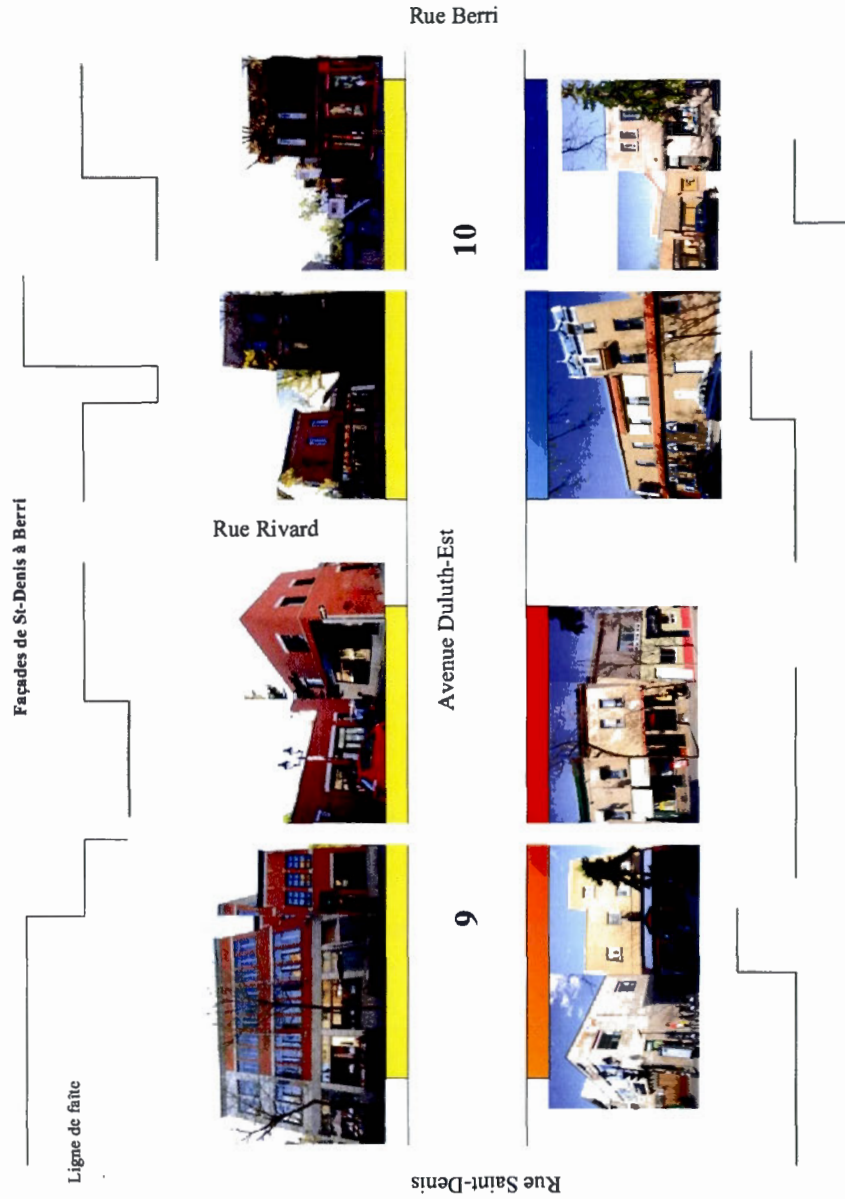 Façades de St-Denis à Berri
Ligne de faîte
Rue Berri
Rue Rivard
Avenue Duluth-Est
9
10
Rue Saint-Denis